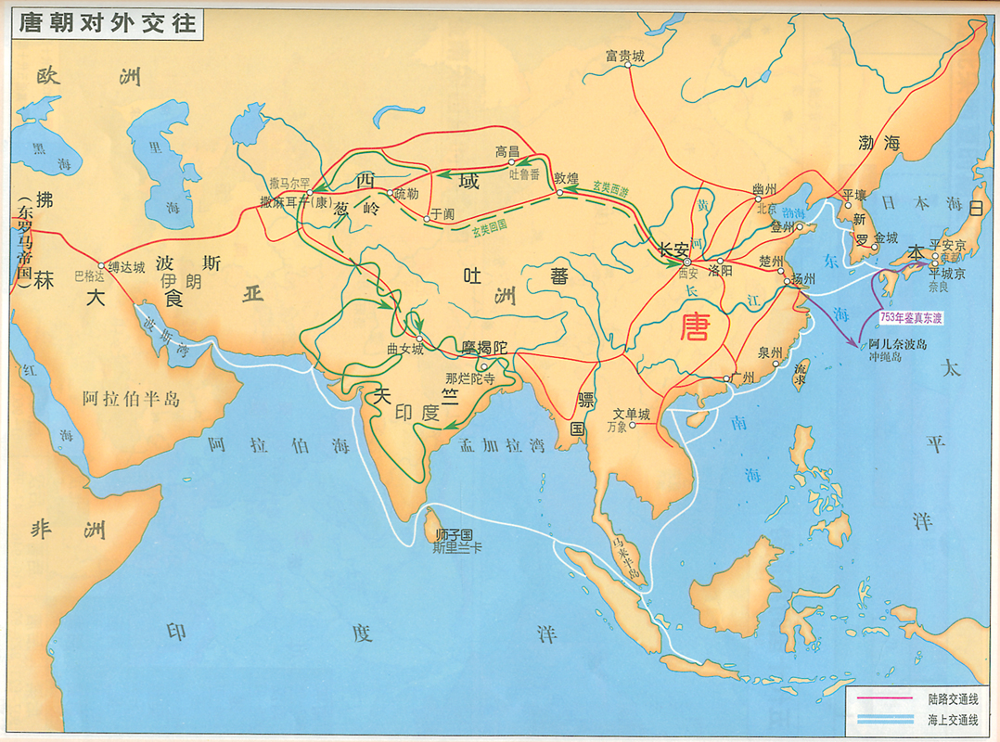 唐朝对外交往
欧洲
黑海
里海
富贵城
渤海
高昌
吐鲁番
敦煌
玄奘西游
西域
撒马尔罕
撒麻耳干(康)
葱岭
疏勒
于阗
玄奘回国
幽州
北京
平壤
日本海
日本
渤海
登州
新罗
金城
平安京
京都
平城京
奈良
黄河
长安
西安
洛阳
楚州
扬州
东海
753年鉴真东渡
阿儿奈波岛
冲绳岛
拂菻
(东罗马帝国)
缚达城
巴格达
波斯
伊朗
大食
亚洲
吐蕃
长江
唐
波斯湾
曲女城
摩揭陀
那烂陀寺
天竺
印度
骠国
文单城
万象
泉州
广州
流求
太平洋
红海
阿拉伯半岛
阿拉伯海
孟加拉湾
南海
非洲
师子国
斯里兰卡
马来半岛
印度洋
陆路交通线
海上交通线